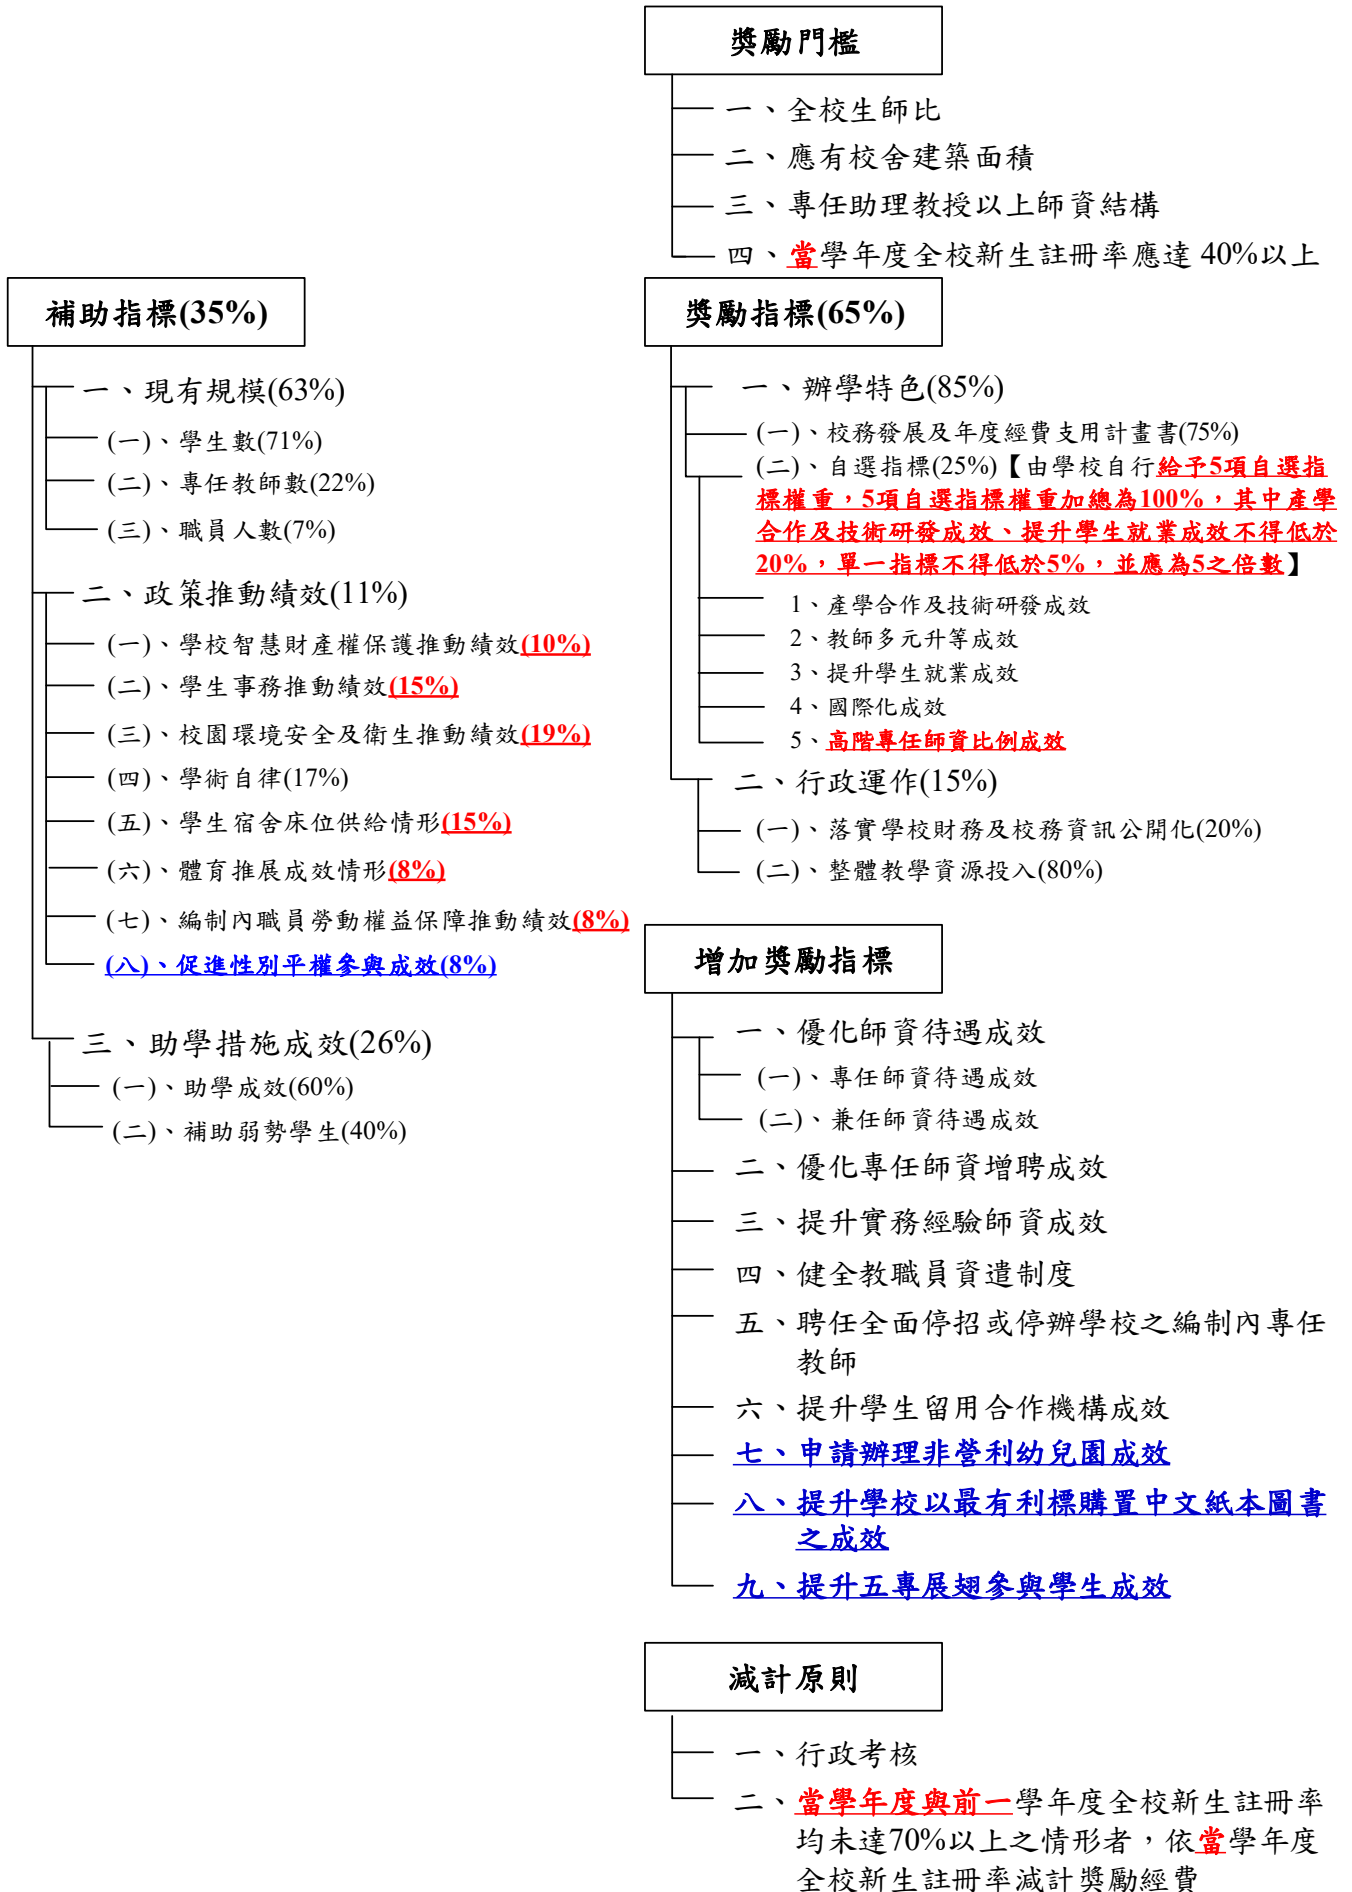 獎勵門檻
一、全校生師比
二、應有校舍建築面積
三、專任助理教授以上師資結構
四、當學年度全校新生註冊率應達 40%以上
補助指標(35%)
一、現有規模(63%)
(一)、學生數(71%)
(二)、專任教師數(22%)
(三)、職員人數(7%)
二、政策推動績效(11%)
(一)、學校智慧財產權保護推動績效(10%)
(二)、學生事務推動績效(15%)
(三)、校園環境安全及衛生推動績效(19%)
(四)、學術自律(17%)
(五)、學生宿舍床位供給情形(15%)
(六)、體育推展成效情形(8%)
(七)、編制內職員勞動權益保障推動績效(8%)
(八)、促進性別平權參與成效(8%)
三、助學措施成效(26%)
(一)、助學成效(60%)
(二)、補助弱勢學生(40%)
獎勵指標(65%)
一、辦學特色(85%)
(一)、校務發展及年度經費支用計畫書(75%)
(二)、自選指標(25%)【由學校自行給予5項自選指
標權重，5項自選指標權重加總為100%，其中產學
合作及技術研發成效、提升學生就業成效不得低於
20%，單一指標不得低於5%，並應為5之倍數】
1、產學合作及技術研發成效
2、教師多元升等成效
3、提升學生就業成效
4、國際化成效
5、高階專任師資比例成效
二、行政運作(15%)
(一)、落實學校財務及校務資訊公開化(20%)
(二)、整體教學資源投入(80%)
增加獎勵指標
一、優化師資待遇成效
(一)、專任師資待遇成效
(二)、兼任師資待遇成效
二、優化專任師資增聘成效
三、提升實務經驗師資成效
四、健全教職員資遣制度
五、聘任全面停招或停辦學校之編制內專任
教師
六、提升學生留用合作機構成效
七、申請辦理非營利幼兒園成效
八、提升學校以最有利標購置中文紙本圖書
之成效
九、提升五專展翅參與學生成效
減計原則
一、行政考核
二、當學年度與前一學年度全校新生註冊率
均未達70%以上之情形者，依當學年度
全校新生註冊率減計獎勵經費